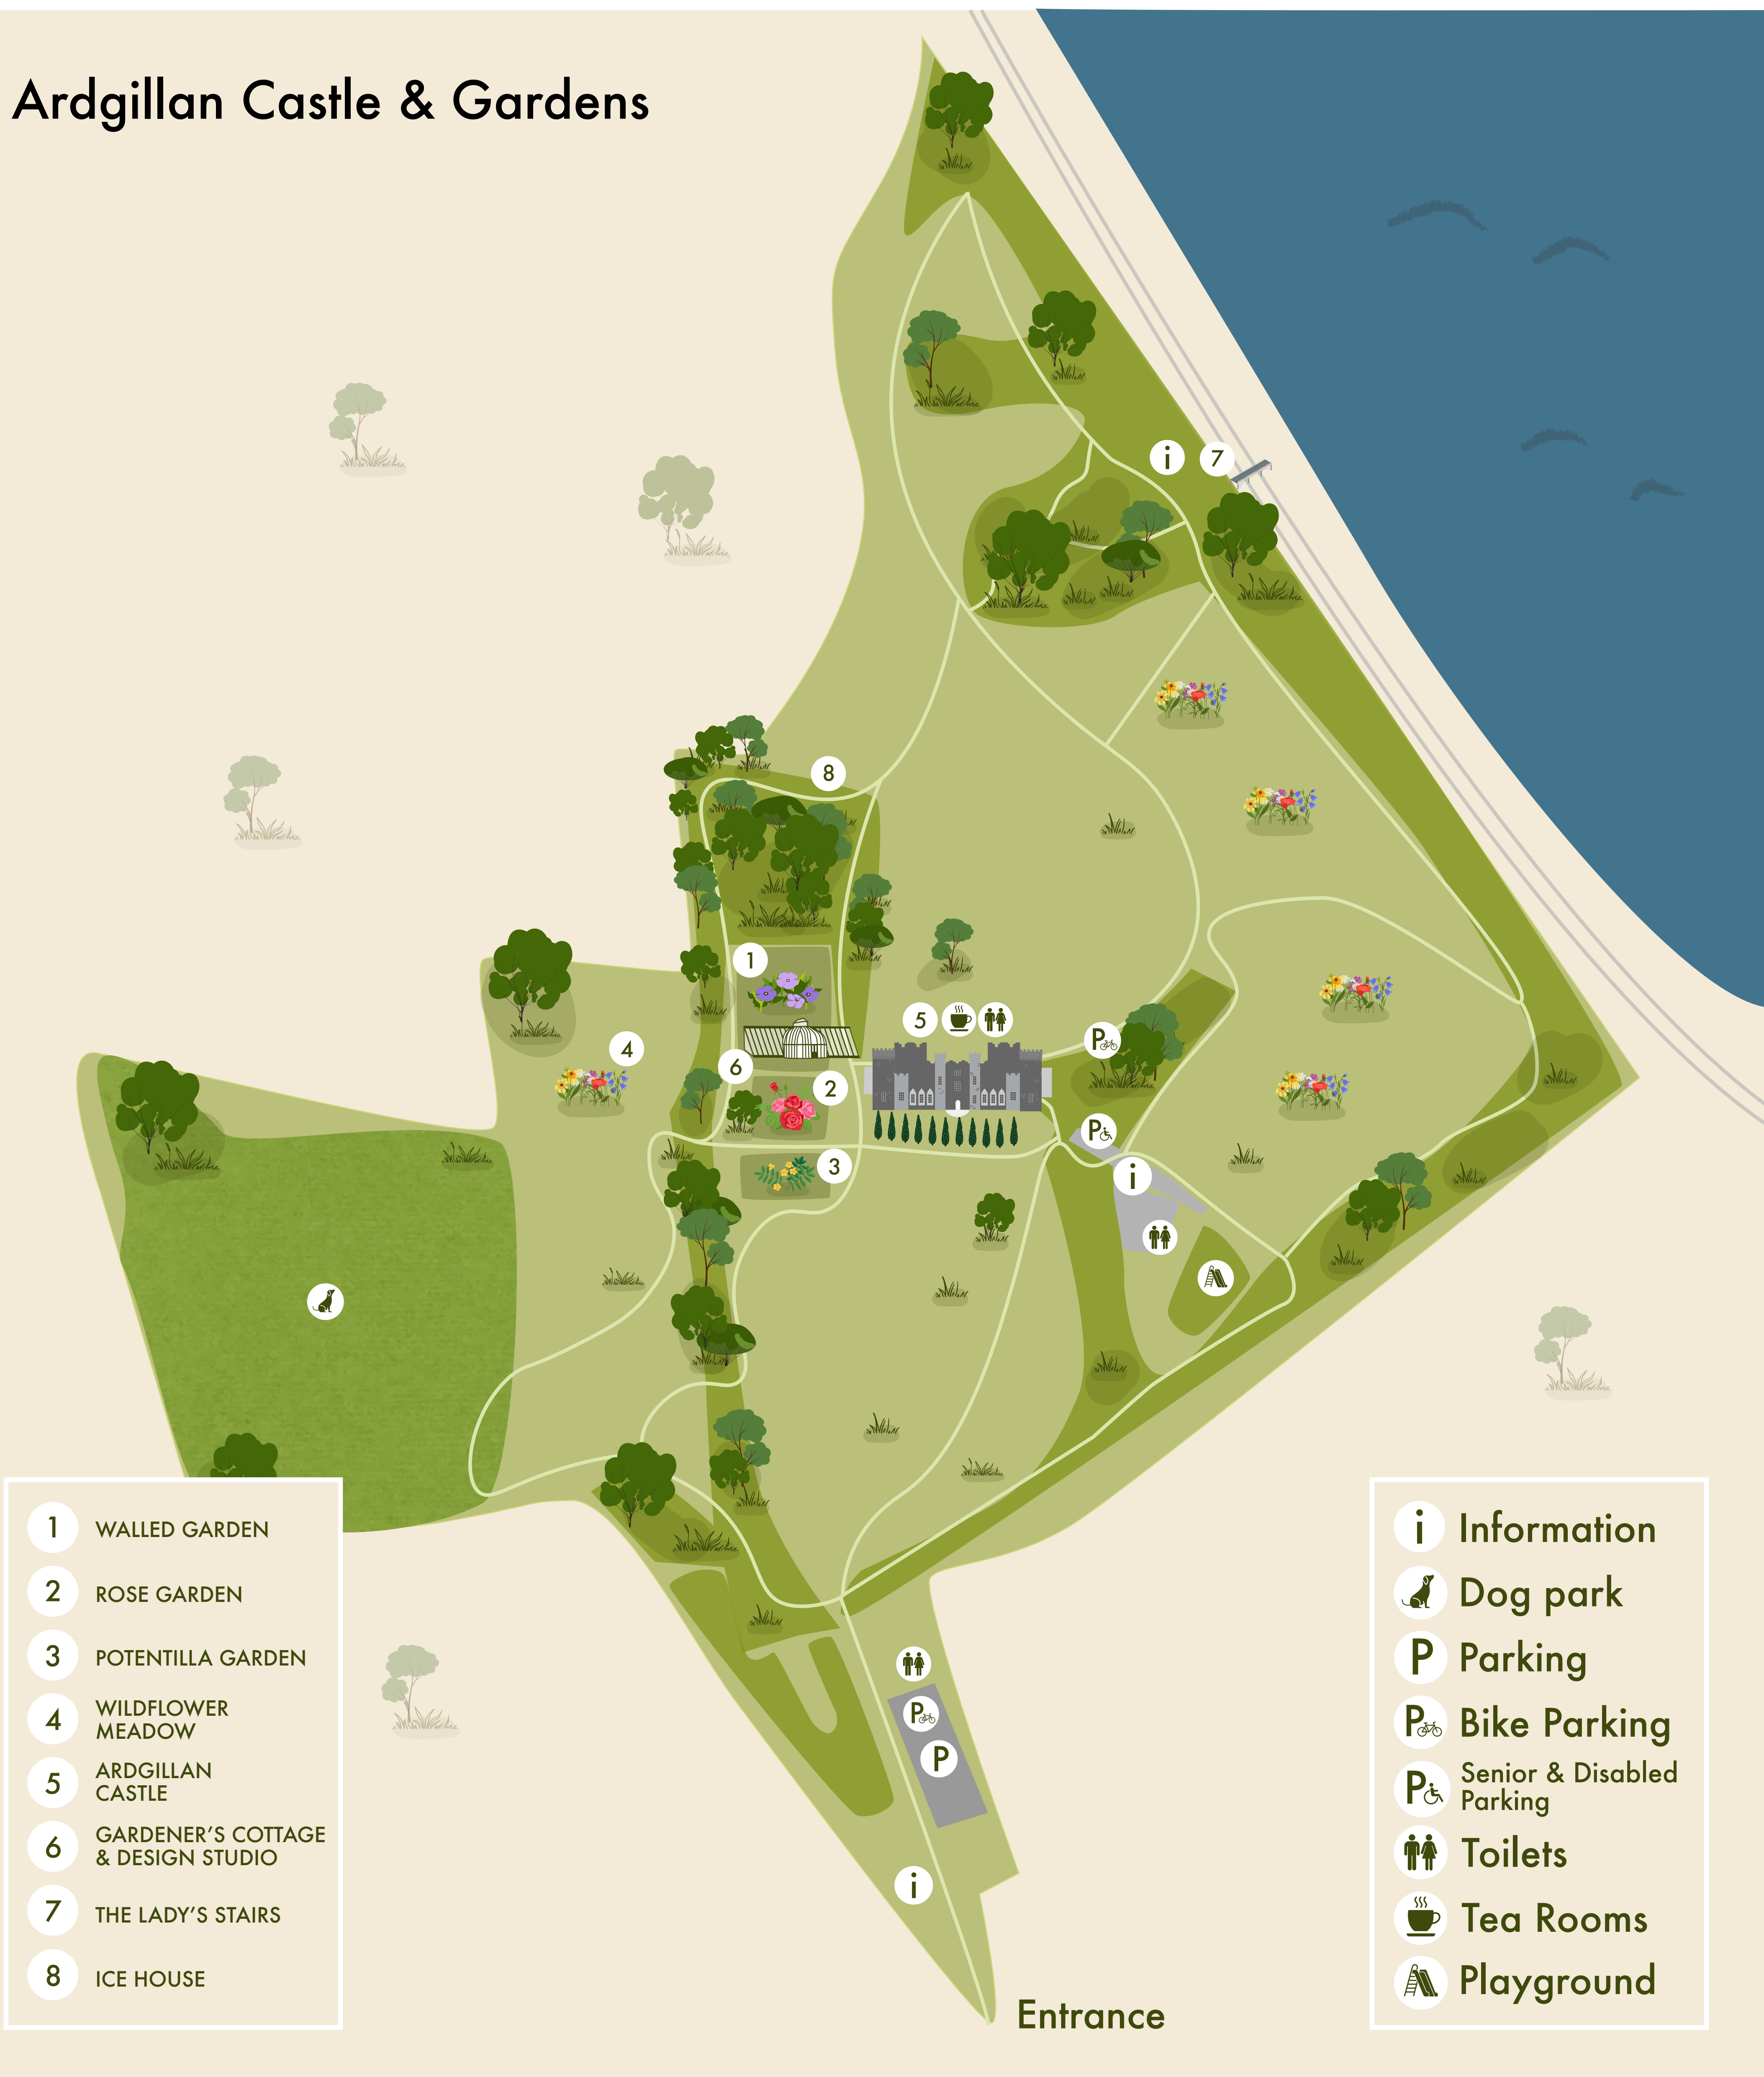 Ardgillan Castle & Gardens
i
7
8
1
5
4
P
6
2
P
3
i
P
P
i
Entrance
1 WALLED GARDEN
2 ROSE GARDEN
3 POTENTILLA GARDEN
4 WILDFLOWER
MEADOW
5 ARDGILLAN
CASTLE
6 GARDENER’S COTTAGE
& DESIGN STUDIO
7 THE LADY’S STAIRS
8 ICE HOUSE
i Information
Dog park
P Parking
P Bike Parking
P Senior & Disabled
Parking
Toilets
Tea Rooms
Playground